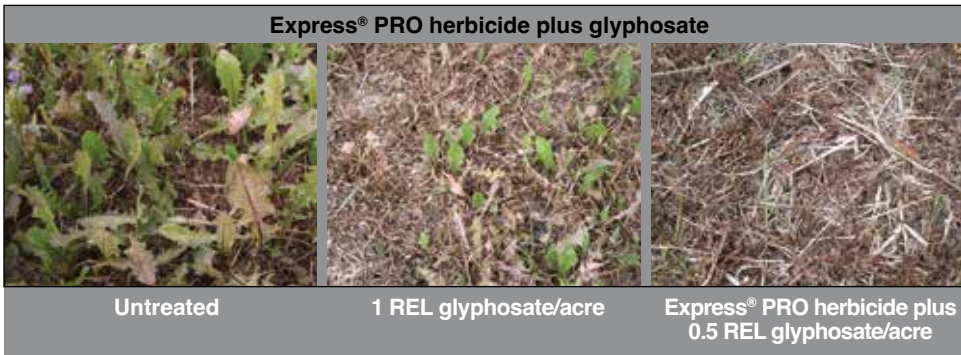 Express® PRO herbicide plus glyphosate
Untreated
1 REL glyphosate/acre
Express® PRO herbicide plus
0.5 REL glyphosate/acre